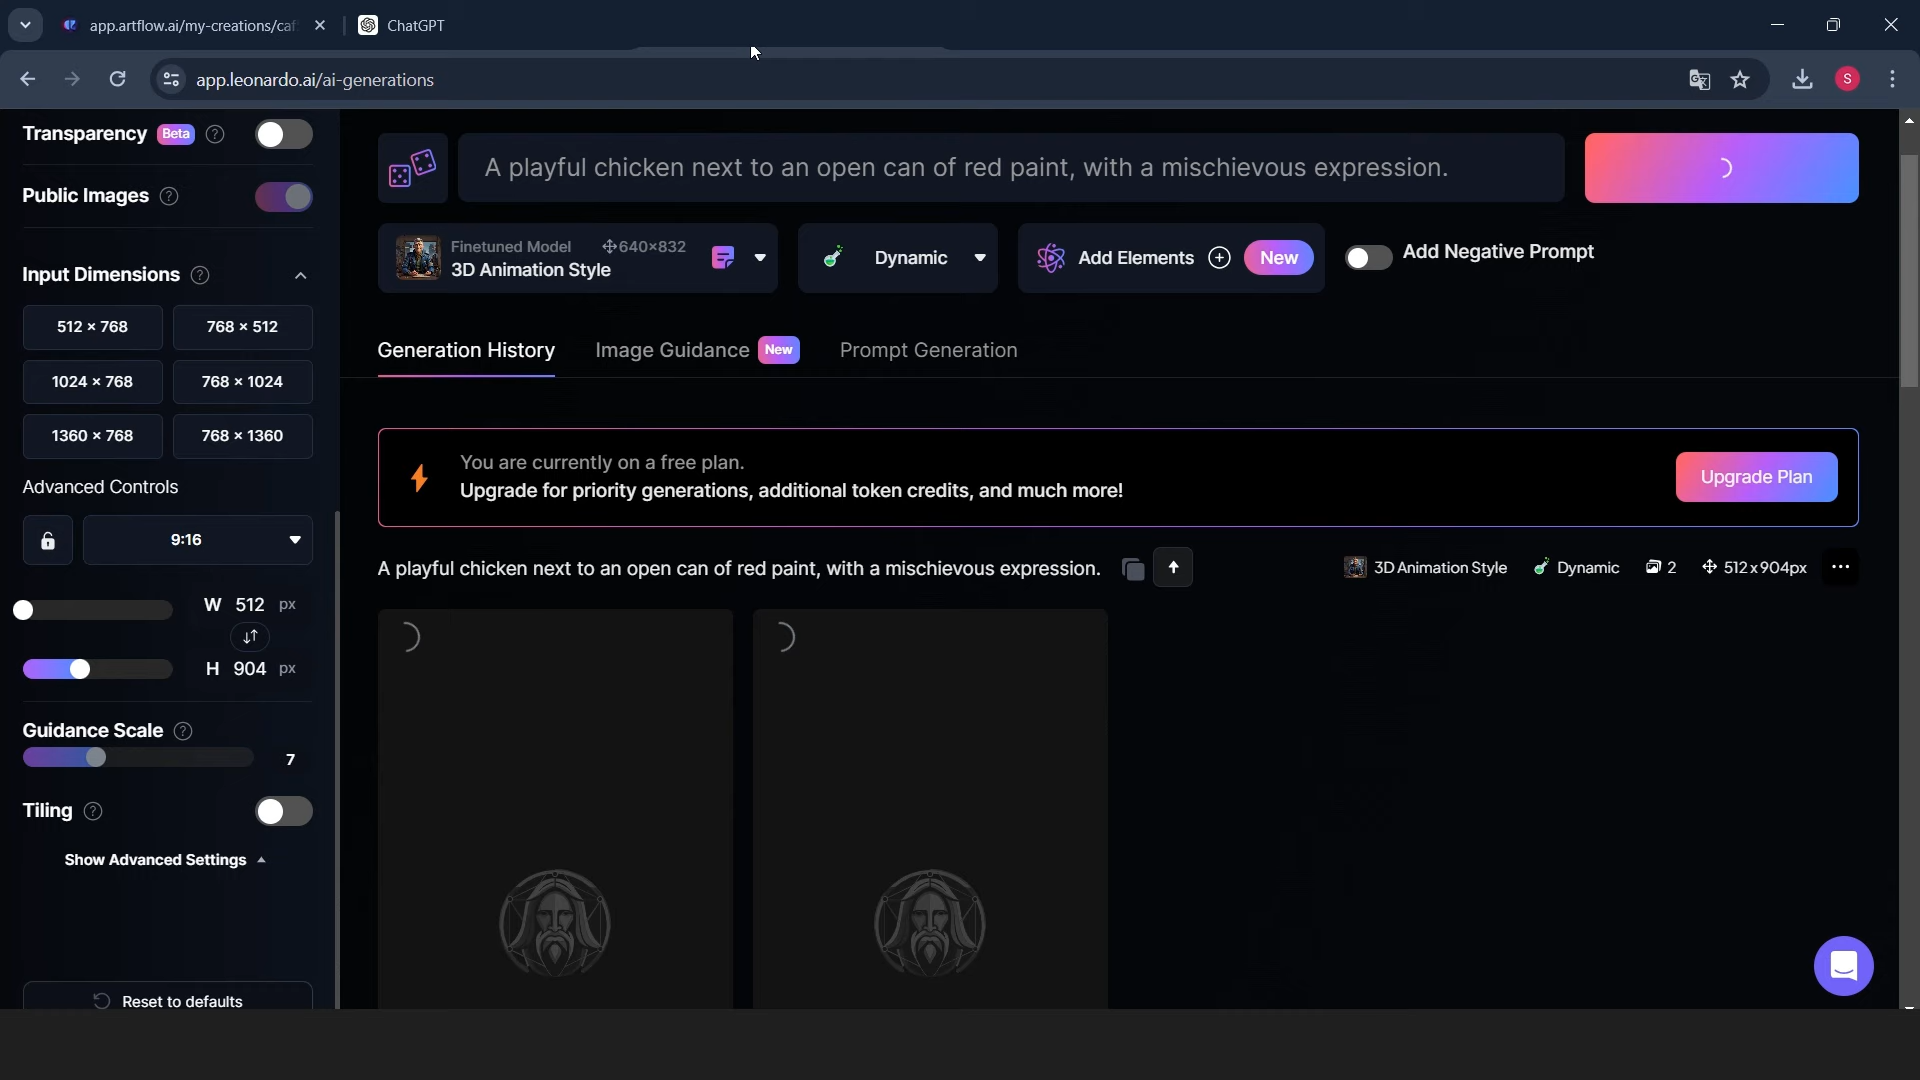 app.artflow.ai/my-creations/caf
ChatGPT
app.leonardo.ai/ai-generations
S
Transparency Beta ?
Public Images ?
Input Dimensions ?
512 × 768
768 × 512
1024 × 768
768 × 1024
1360 × 768
768 × 1360
Advanced Controls
9:16
W 512 px
H 904 px
Guidance Scale ?
7
Tiling ?
Show Advanced Settings
Reset to defaults
A playful chicken next to an open can of red paint, with a mischievous expression.
Finetuned Model 640×832
3D Animation Style
Dynamic
Add Elements New
Add Negative Prompt
Generation History
Image Guidance New
Prompt Generation
You are currently on a free plan.
Upgrade for priority generations, additional token credits, and much more!
Upgrade Plan
A playful chicken next to an open can of red paint, with a mischievous expression.
3D Animation Style
Dynamic
2
512x904px